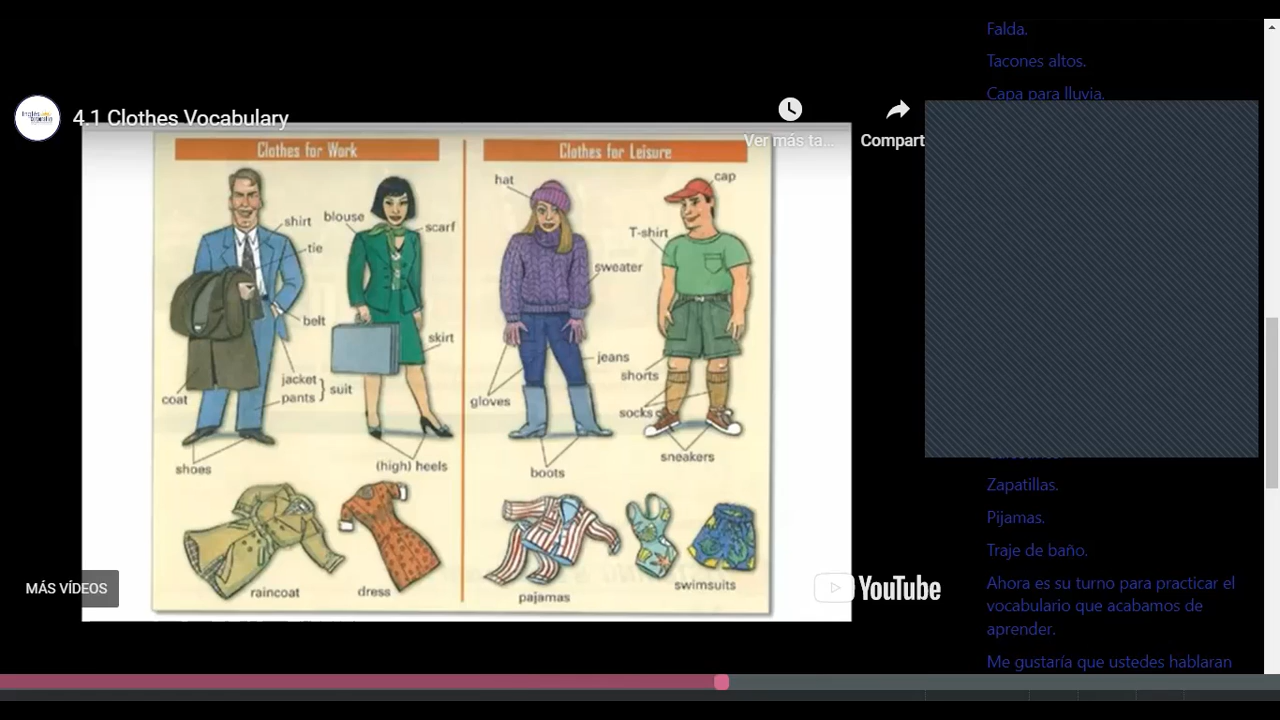 4.1 Clothes Vocabulary
Ver más ta...
Compart
Clothes for Work
shirt
blouse
scarf
tie
belt
skirt
jacket
pants
suit
coat
shoes
(high) heels
raincoat
dress
Clothes for Leisure
hat
cap
T-shirt
sweater
jeans
shorts
gloves
socks
sneakers
boots
pajamas
swimsuits
MÁS VÍDEOS
YouTube
Falda.
Tacones altos.
Capa para lluvia.
Zapatillas.
Pijamas.
Traje de baño.
Ahora es su turno para practicar el
vocabulario que acabamos de
aprender.
Me gustaría que ustedes hablaran